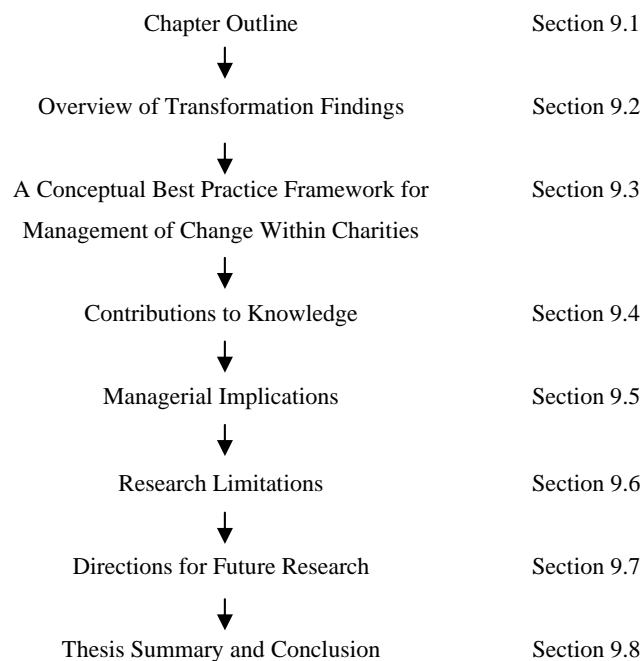 Chapter Outline Section 9.1
Overview of Transformation Findings Section 9.2
A Conceptual Best Practice Framework for Section 9.3
Management of Change Within Charities
Contributions to Knowledge Section 9.4
Managerial Implications Section 9.5
Research Limitations Section 9.6
Directions for Future Research Section 9.7
Thesis Summary and Conclusion Section 9.8